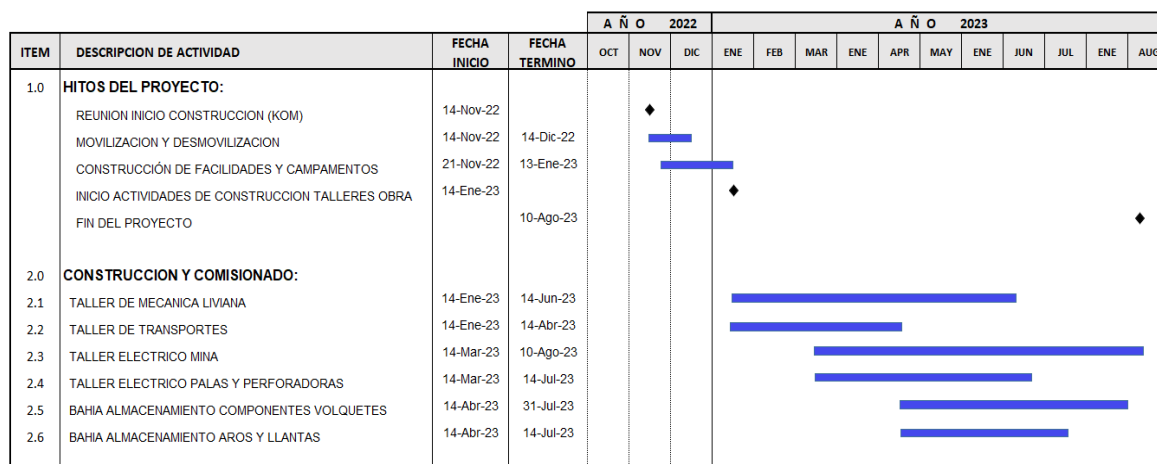 A Ñ O 2022 A Ñ O 2023
ITEM DESCRIPCION DE ACTIVIDAD FECHA INICIO FECHA TERMINO OCT NOV DIC ENE FEB MAR ENE APR MAY ENE JUN JUL ENE AUG
1.0 HITOS DEL PROYECTO:
REUNION INICIO CONSTRUCCION (KOM) 14-Nov-22
MOVILIZACION Y DESMOVILIZACION 14-Nov-22 14-Dic-22
CONSTRUCCIÓN DE FACILIDADES Y CAMPAMENTOS 21-Nov-22 13-Ene-23
INICIO ACTIVIDADES DE CONSTRUCCION TALLERES OBRA 14-Ene-23
FIN DEL PROYECTO 10-Ago-23
2.0 CONSTRUCCION Y COMISIONADO:
2.1 TALLER DE MECANICA LIVIANA 14-Ene-23 14-Jun-23
2.2 TALLER DE TRANSPORTES 14-Ene-23 14-Abr-23
2.3 TALLER ELECTRICO MINA 14-Mar-23 10-Ago-23
2.4 TALLER ELECTRICO PALAS Y PERFORADORAS 14-Mar-23 14-Jul-23
2.5 BAHIA ALMACENAMIENTO COMPONENTES VOLQUETES 14-Abr-23 31-Jul-23
2.6 BAHIA ALMACENAMIENTO AROS Y LLANTAS 14-Abr-23 14-Jul-23